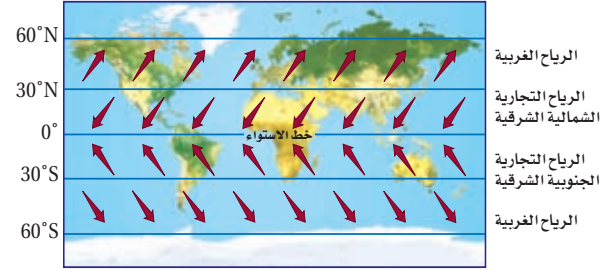 60°N
الرياح الغربية
30°N
الرياح التجارية
الشمالية الشرقية
0°
خط الاستواء
الرياح التجارية
الجنوبية الشرقية
30°S
الرياح الغربية
60°S